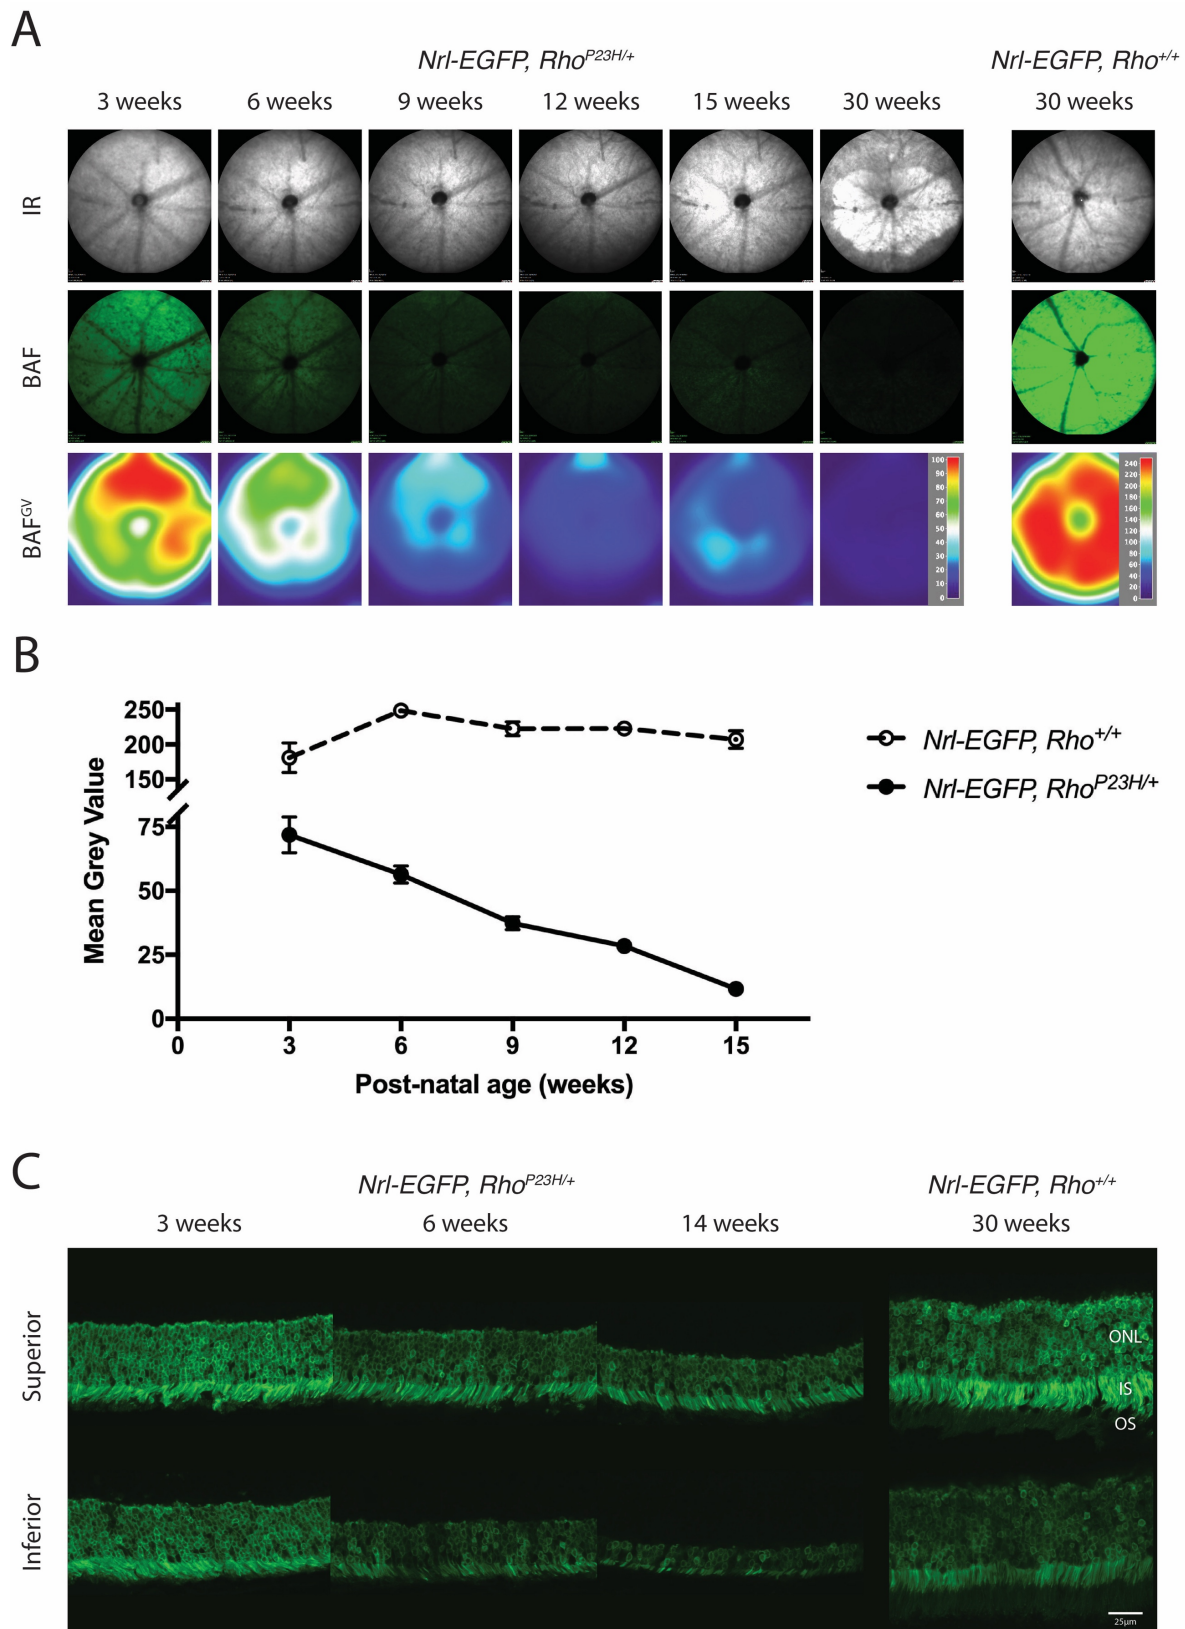 A
Nrl-EGFP, Rho^P23H/+ Nrl-EGFP, Rho^+/+
3 weeks 6 weeks 9 weeks 12 weeks 15 weeks 30 weeks 30 weeks
IR
BAF
BAF^GV
100 90 80 70 60 50 40 30 20 10 0
240 220 200 180 160 140 120 100 80 60 40 20 0
B
250
200
150
75
50
25
0
Mean Grey Value
0 3 6 9 12 15
Post-natal age (weeks)
Nrl-EGFP, Rho^+/+
Nrl-EGFP, Rho^P23H/+
C
Nrl-EGFP, Rho^P23H/+ Nrl-EGFP, Rho^+/+
3 weeks 6 weeks 14 weeks 30 weeks
Superior
ONL
IS
OS
Inferior
25µm